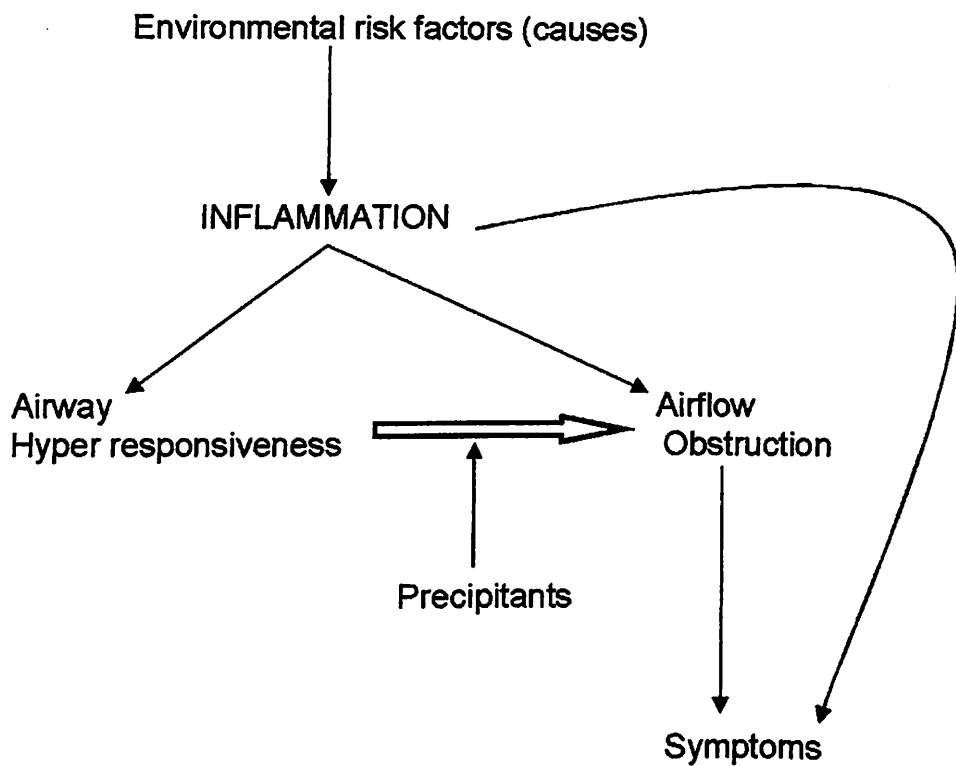 Environmental risk factors (causes)
INFLAMMATION
Airway
Hyper responsiveness
Airflow
Obstruction
Precipitants
Symptoms